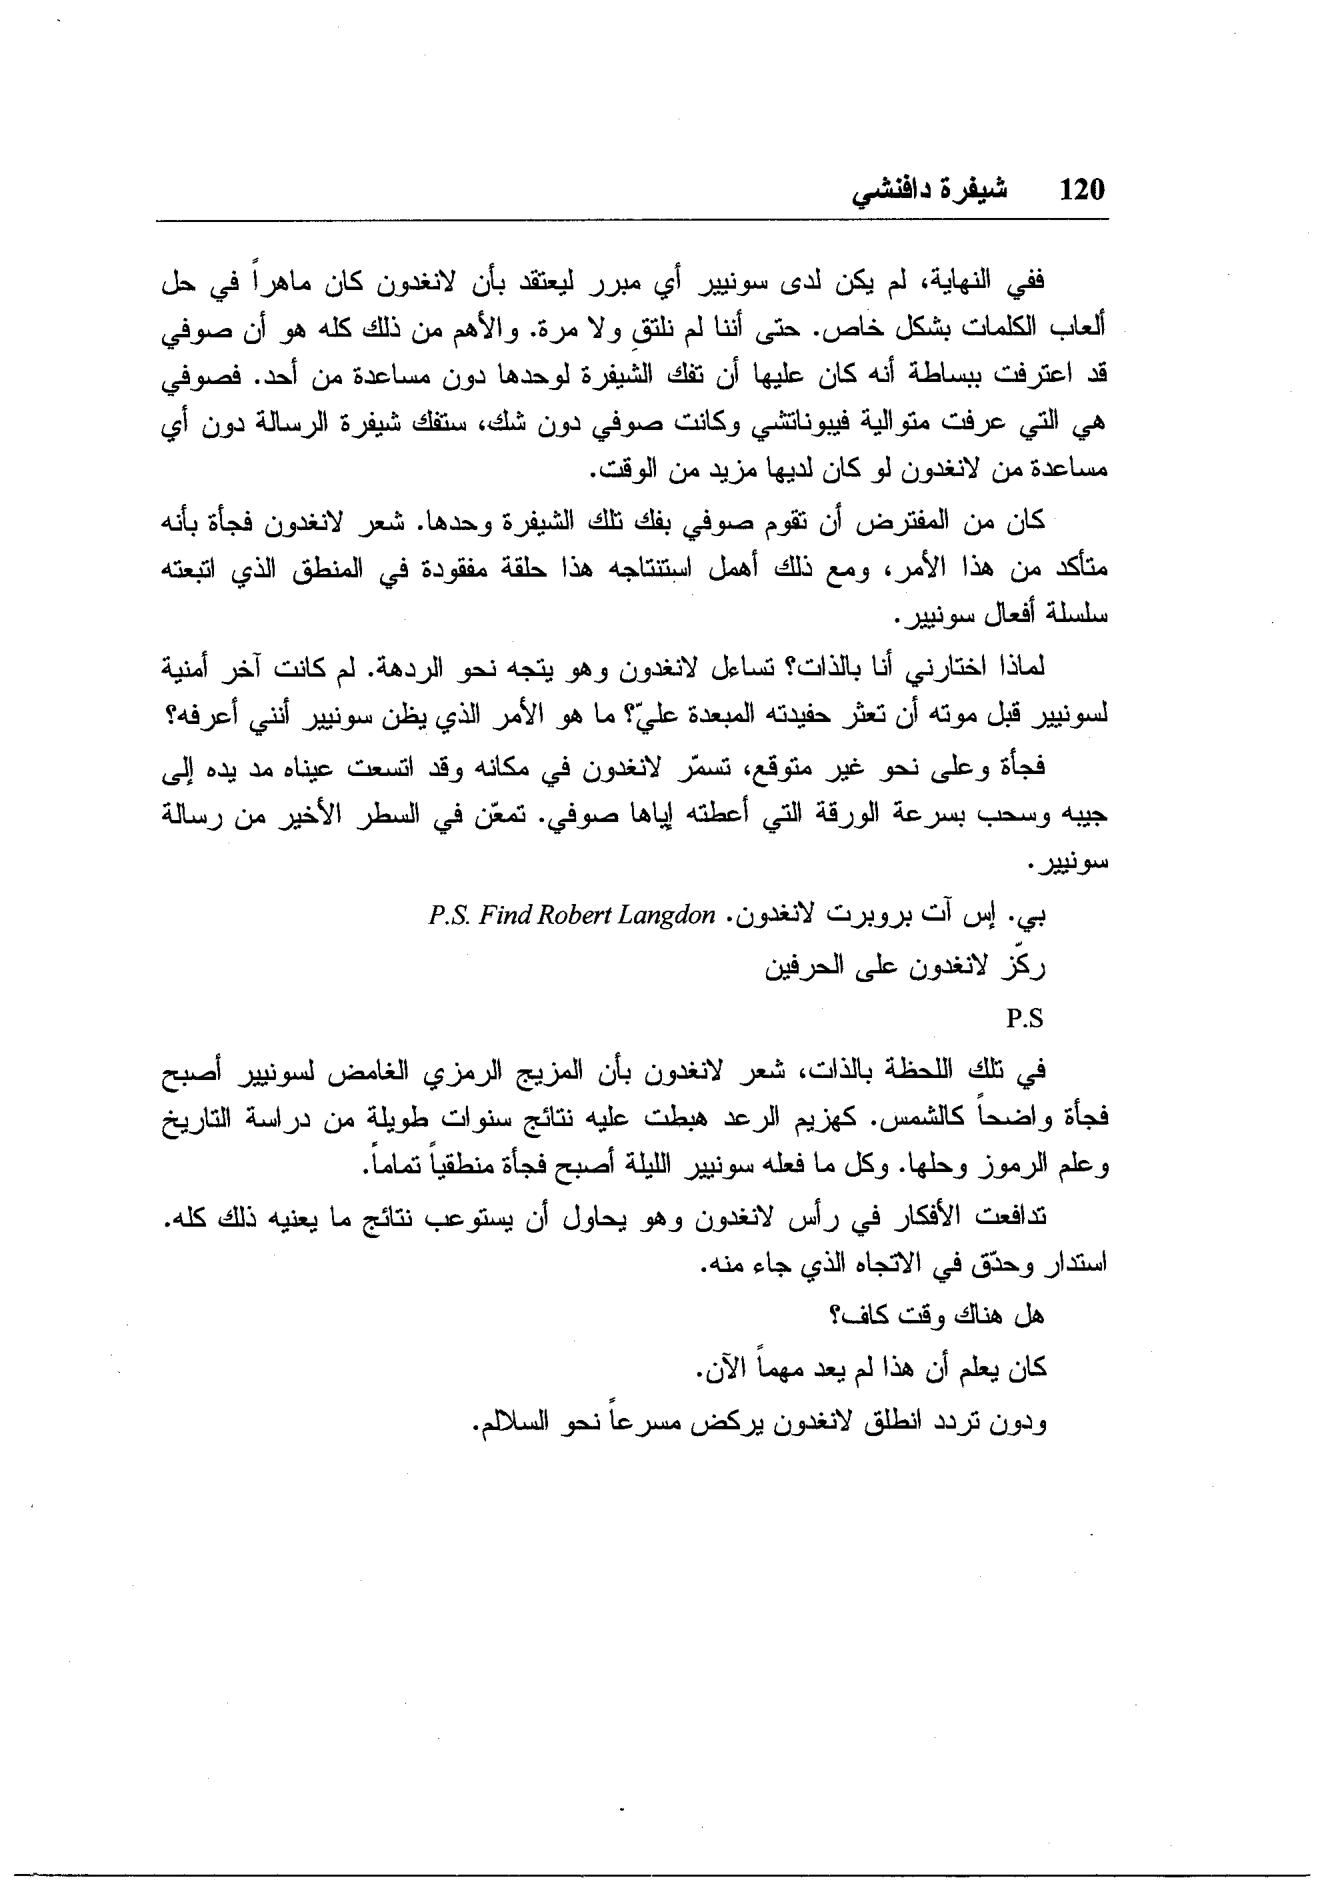 120 شيفرة دافنشي
ففي النهاية، لم يكن لدى سونيير أي مبرر ليعتقد بأن لانغدون كان ماهراً في حل
ألعاب الكلمات بشكل خاص. حتى أننا لم نلتقِ ولا مرة. والأهم من ذلك كله هو أن صوفي
قد اعترفت ببساطة أنه كان عليها أن تفك الشيفرة لوحدها دون مساعدة من أحد. فصوفي
هي التي عرفت متوالية فيبوناتشي وكانت صوفي دون شك، ستفك شيفرة الرسالة دون أي
مساعدة من لانغدون لو كان لديها مزيد من الوقت.
كان من المفترض أن تقوم صوفي بفك تلك الشيفرة وحدها. شعر لانغدون فجأة بأنه
متأكد من هذا الأمر، ومع ذلك أهمل استنتاجه هذا حلقة مفقودة في المنطق الذي اتبعته
سلسلة أفعال سونيير.
لماذا اختارني أنا بالذات؟ تساءل لانغدون وهو يتجه نحو الردهة. لم كانت آخر أمنية
لسونيير قبل موته أن تعثر حفيدته المبعدة عليّ؟ ما هو الأمر الذي يظن سونيير أنني أعرفه؟
فجأة وعلى نحو غير متوقع، تسمّر لانغدون في مكانه وقد اتسعت عيناه مد يده إلى
جيبه وسحب بسرعة الورقة التي أعطته إياها صوفي. تمعّن في السطر الأخير من رسالة
سونيير.
بي. إس آت بروبرت لانغدون. P.S. Find Robert Langdon
ركّز لانغدون على الحرفين
P.S
في تلك اللحظة بالذات، شعر لانغدون بأن المزيج الرمزي الغامض لسونيير أصبح
فجأة واضحاً كالشمس. كهزيم الرعد هبطت عليه نتائج سنوات طويلة من دراسة التاريخ
وعلم الرموز وحلها. وكل ما فعله سونيير الليلة أصبح فجأة منطقياً تماماً.
تدافعت الأفكار في رأس لانغدون وهو يحاول أن يستوعب نتائج ما يعنيه ذلك كله.
استدار وحدّق في الاتجاه الذي جاء منه.
هل هناك وقت كاف؟
كان يعلم أن هذا لم يعد مهماً الآن.
ودون تردد انطلق لانغدون يركض مسرعاً نحو السلالم.